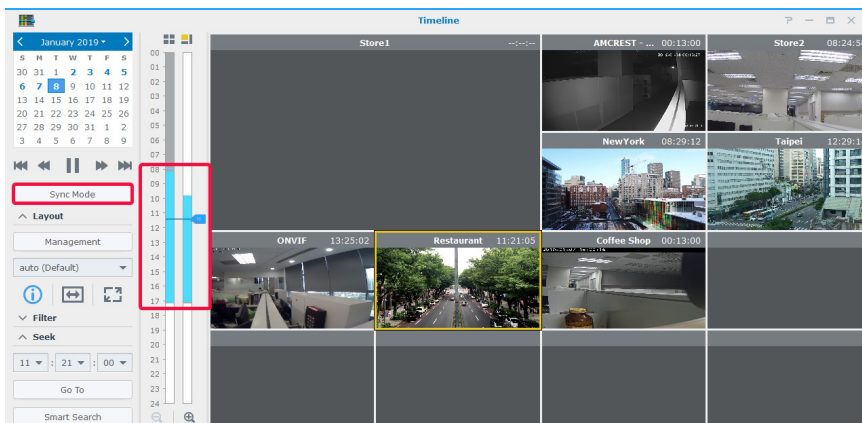 Timeline
January 2019
S M T W T F S
30 31 1 2 3 4 5
6 7 8 9 10 11 12
13 14 15 16 17 18 19
20 21 22 23 24 25 26
27 28 29 30 31 1 2
3 4 5 6 7 8 9
Sync Mode
Layout
Management
auto (Default)
Filter
Seek
11 : 21 : 00
Go To
Smart Search
00
01
02
03
04
05
06
07
08
09
10
11
12
13
14
15
16
17
18
19
20
21
22
23
24
Store1 --:--:--
AMCREST - ... 00:13:00
Store2 08:24:50
NewYork 08:29:12
Taipei 12:29:1
ONVIF 13:25:02
Restaurant 11:21:05
Coffee Shop 00:13:00